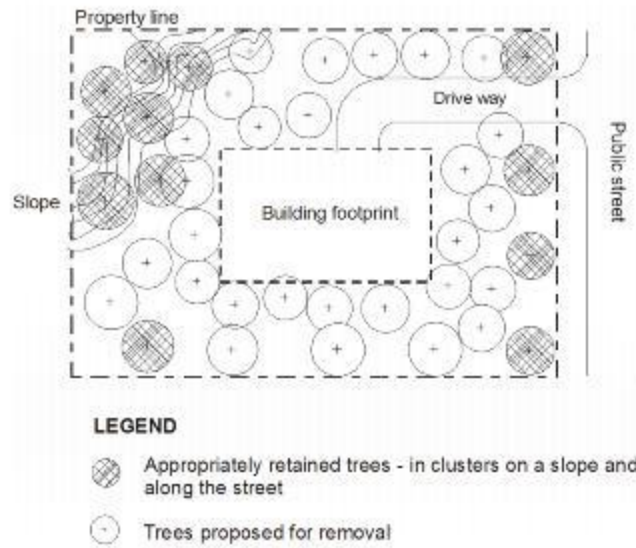 Property line
Drive way
Public street
Slope
Building footprint
LEGEND
Appropriately retained trees - in clusters on a slope and
along the street
Trees proposed for removal